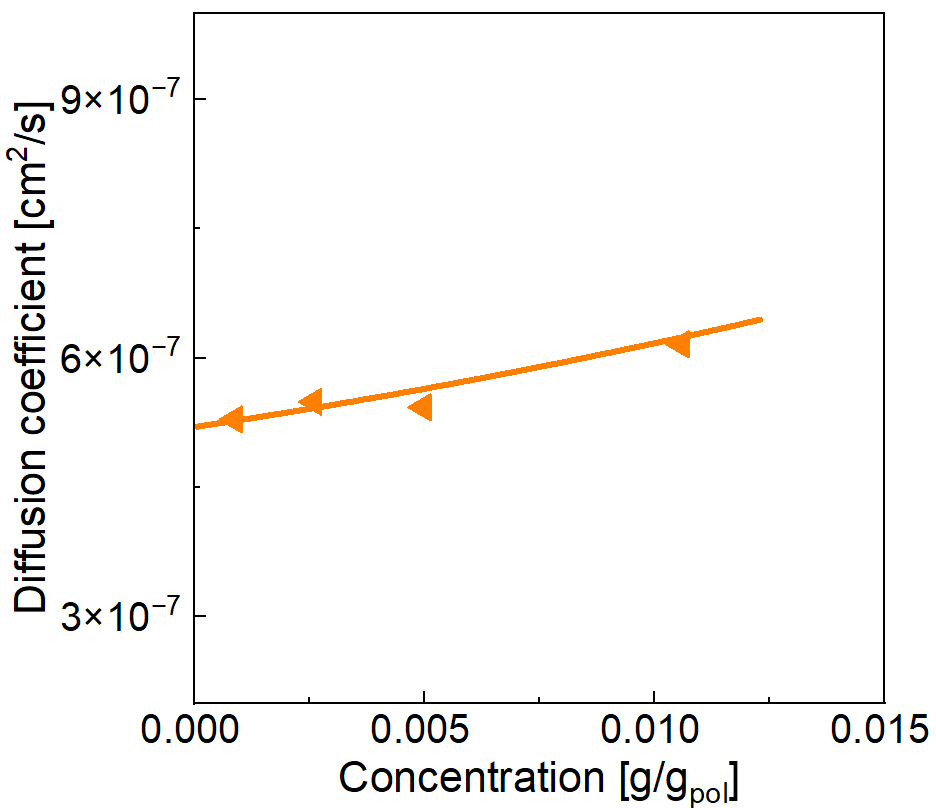 Diffusion coefficient [cm²/s]
9×10⁻⁷
6×10⁻⁷
3×10⁻⁷
0.000 0.005 0.010 0.015
Concentration [g/gpol]